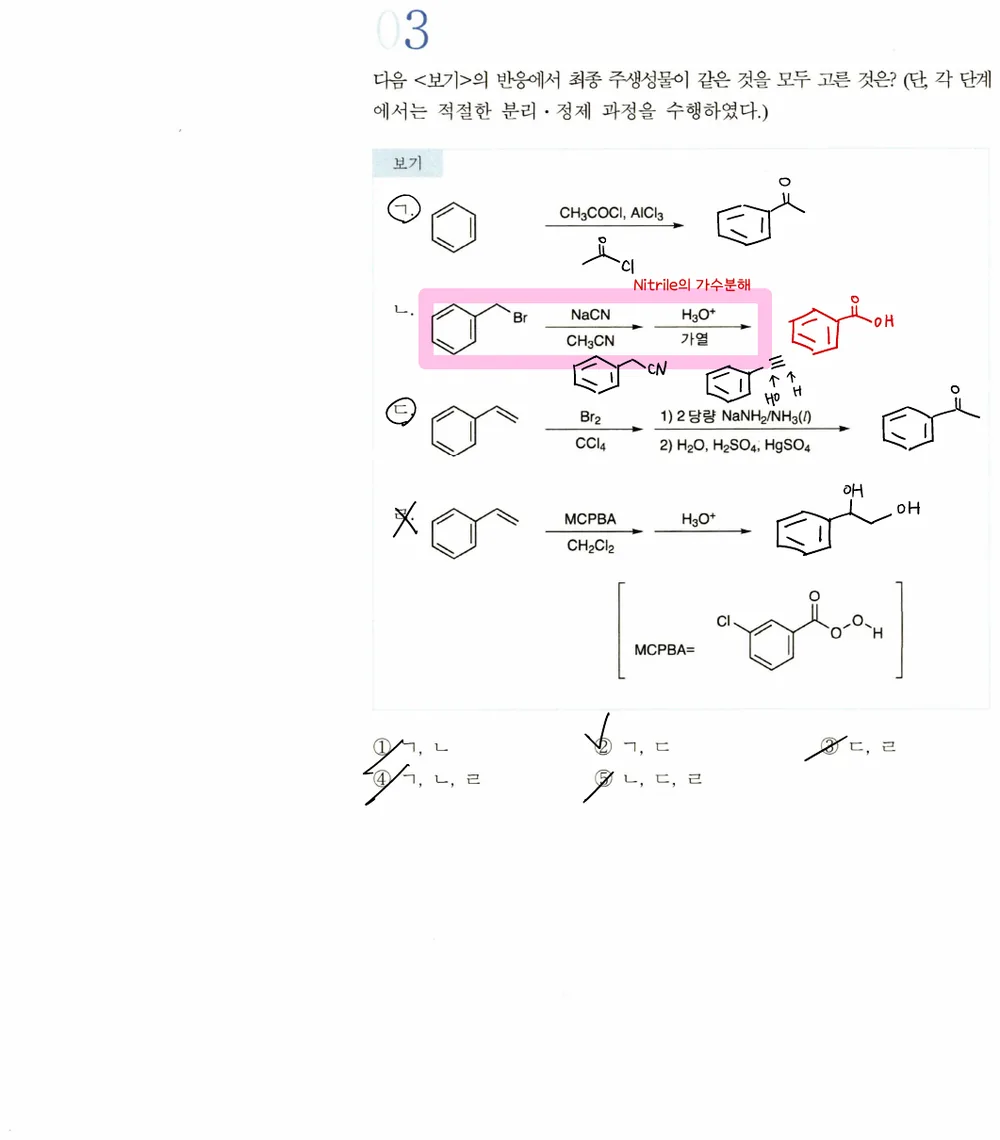 03
다음 <보기>의 반응에서 최종 주생성물이 같은 것을 모두 고른 것은? (단, 각 단계
에서는 적절한 분리·정제 과정을 수행하였다.)
보기
ㄱ. CH₃COCl, AlCl₃ O
O Cl
Nitrile의 가수분해
ㄴ. Br NaCN H₃O⁺ O OH
CH₃CN 가열
CN HO H
ㄷ. Br₂ 1) 2당량 NaNH₂/NH₃(l) O
CCl₄ 2) H₂O, H₂SO₄, HgSO₄
ㄹ. MCPBA H₃O⁺ OH OH
CH₂Cl₂
MCPBA= Cl O O O H
① ㄱ, ㄴ ② ㄱ, ㄷ ③ ㄷ, ㄹ
④ ㄱ, ㄴ, ㄹ ⑤ ㄴ, ㄷ, ㄹ